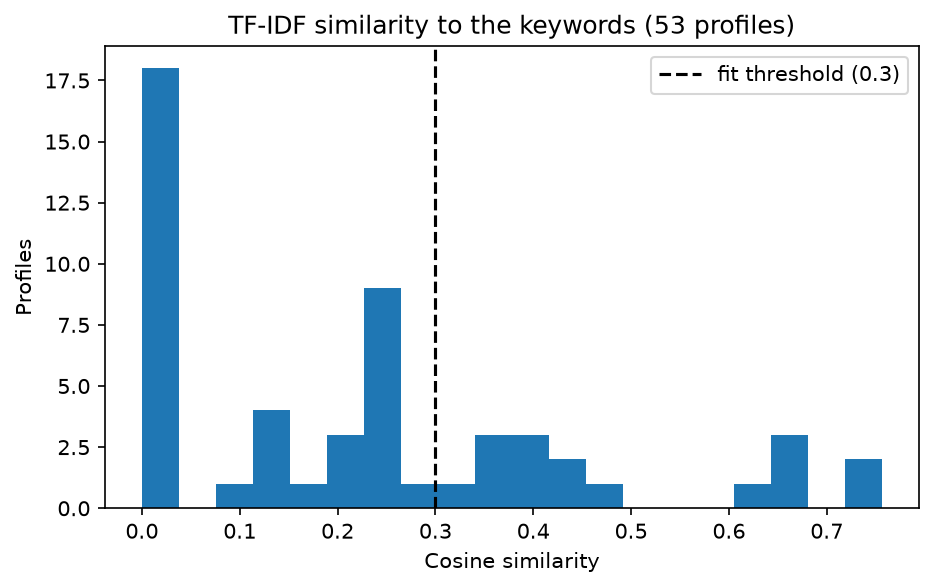 TF-IDF similarity to the keywords (53 profiles)
fit threshold (0.3)
17.5
15.0
12.5
10.0
7.5
5.0
2.5
0.0
Profiles
0.0 0.1 0.2 0.3 0.4 0.5 0.6 0.7
Cosine similarity